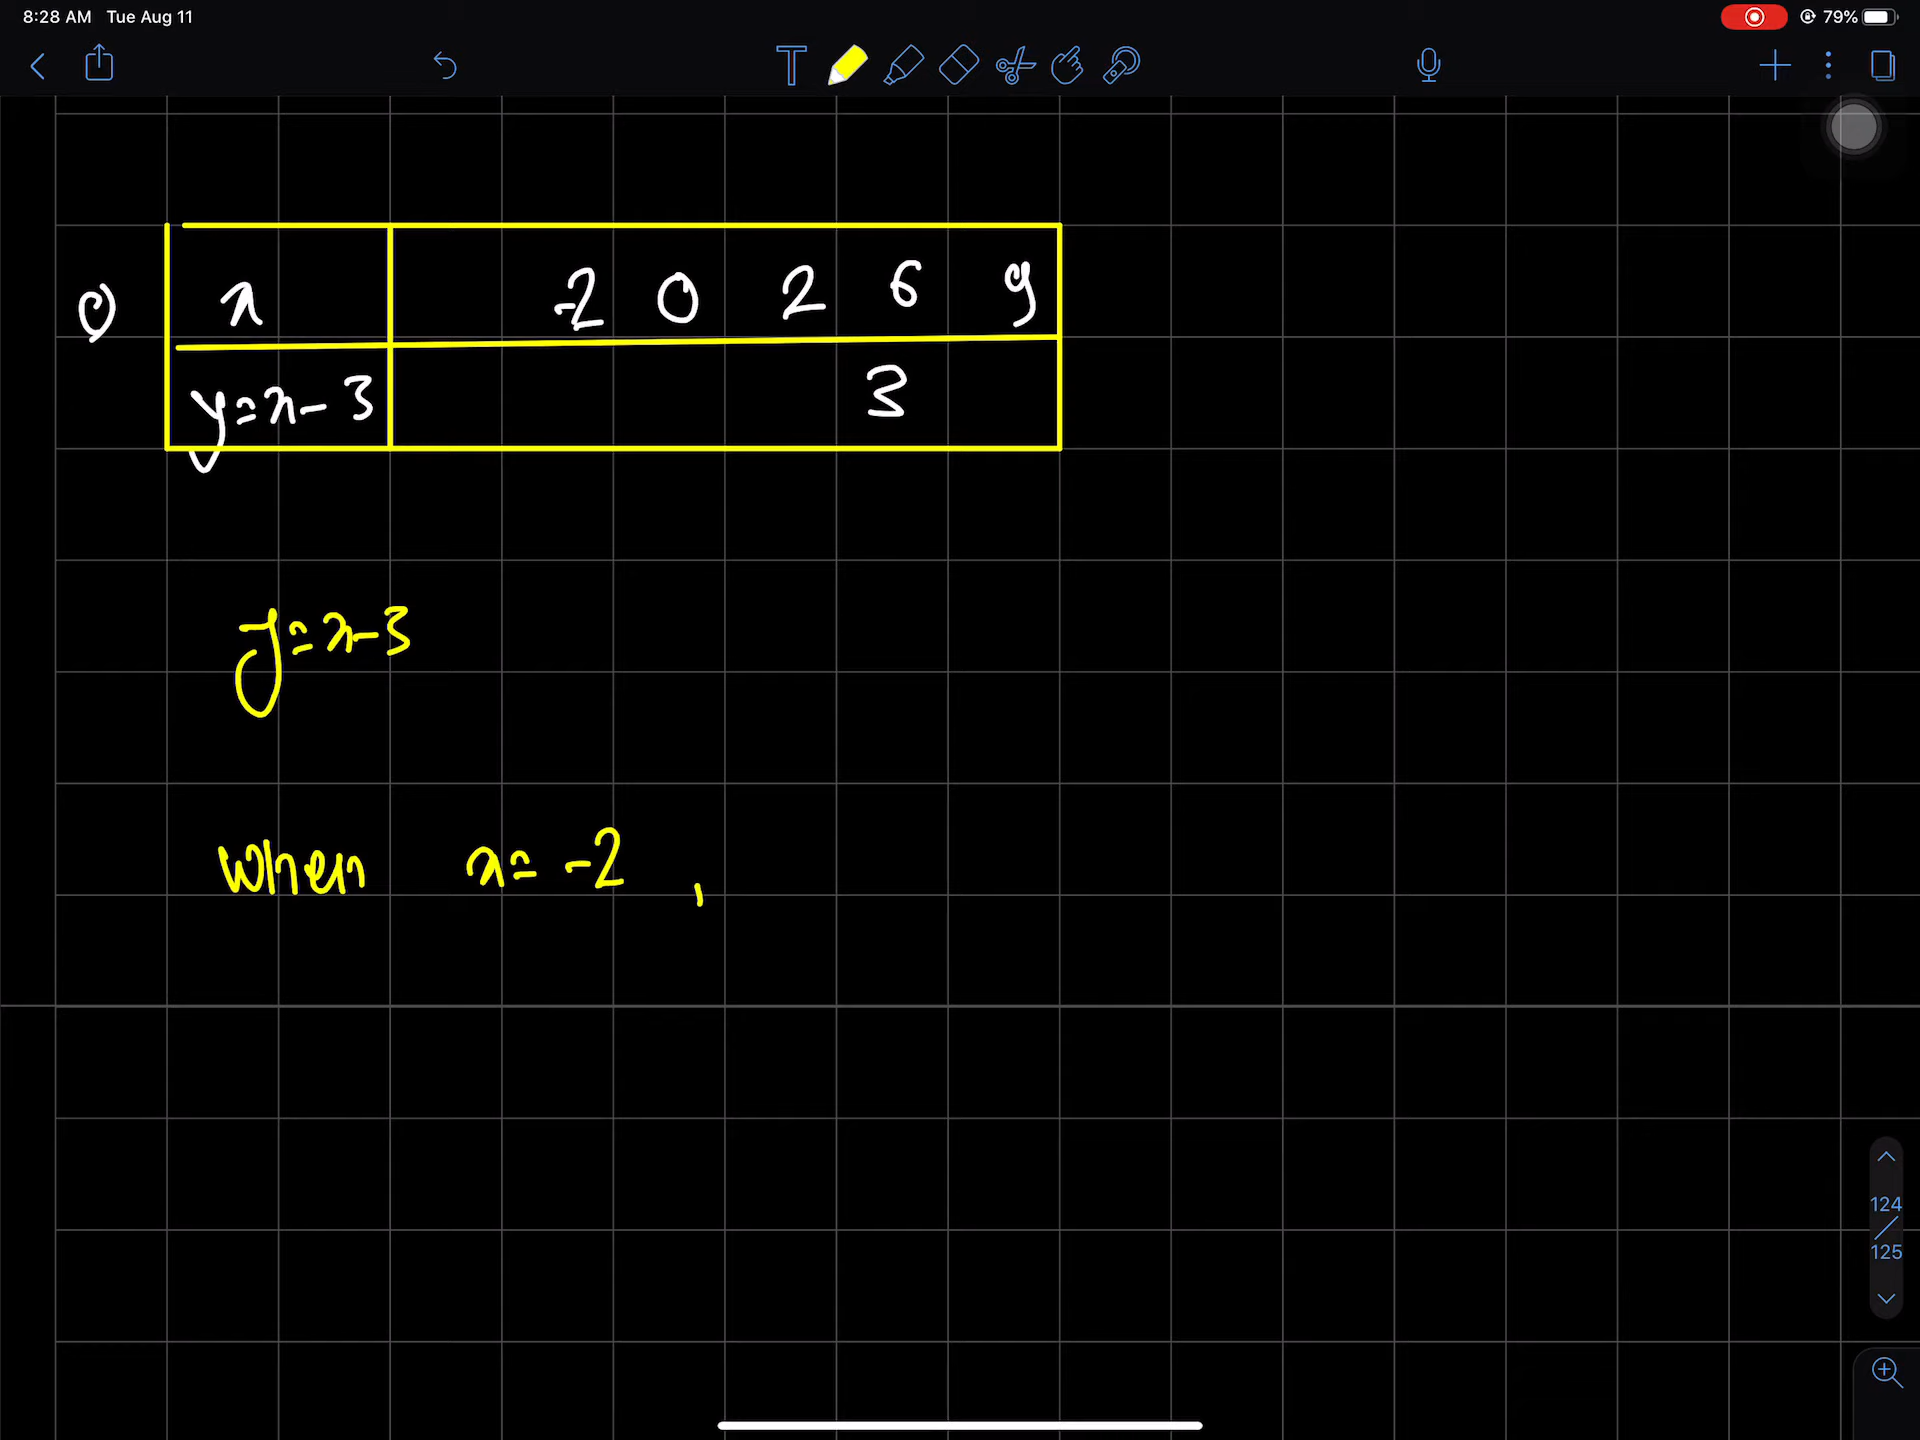 8:28 AM Tue Aug 11
79%
0 x -2 0 2 6 9
y=x-3 3
y=x-3
when x= -2 ,
124
125